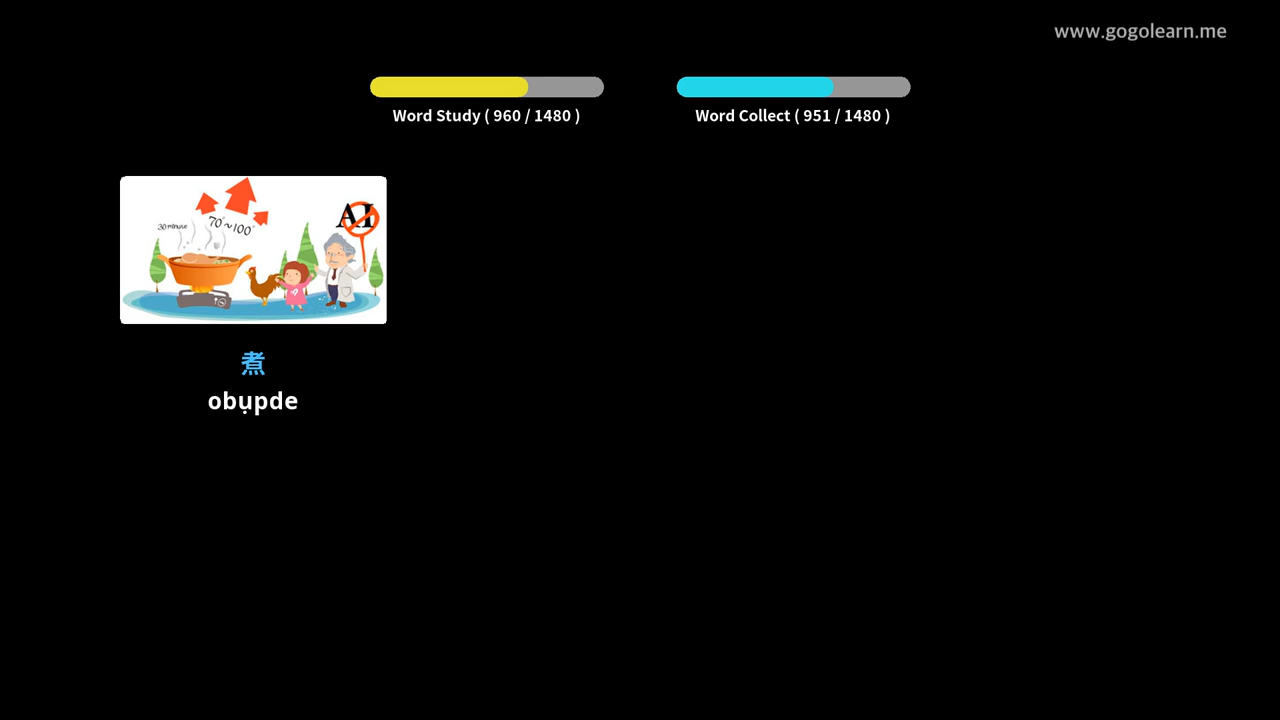 www.gogolearn.me
Word Study ( 960 / 1480 )
Word Collect ( 951 / 1480 )
30 minute
70°~100°
AI
煮
obụpde